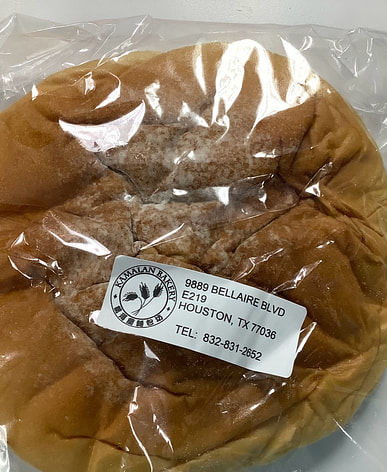 KAMALAN BAKERY
9889 BELLAIRE BLVD
E219
HOUSTON, TX 77036
TEL: 832-831-2652